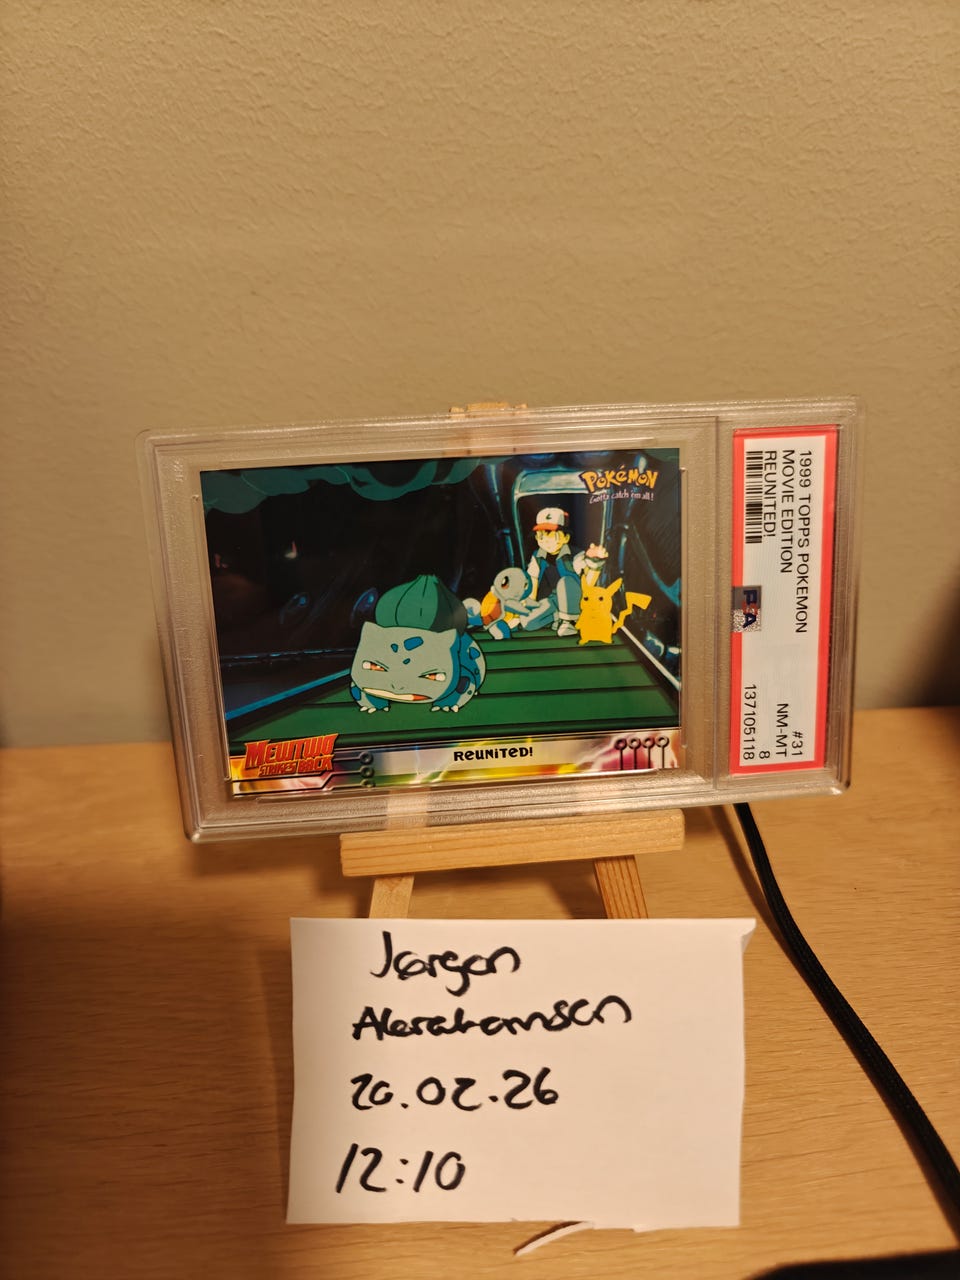 POKéMON
Gotta catch 'em all!
MEWTWO
STRIKES BACK
REUNITED!
1999 TOPPS POKEMON #31
MOVIE EDITION NM-MT
REUNITED! 8
PSA
137105118
Jørgen
Abrahamsen
20.02.26
12:10